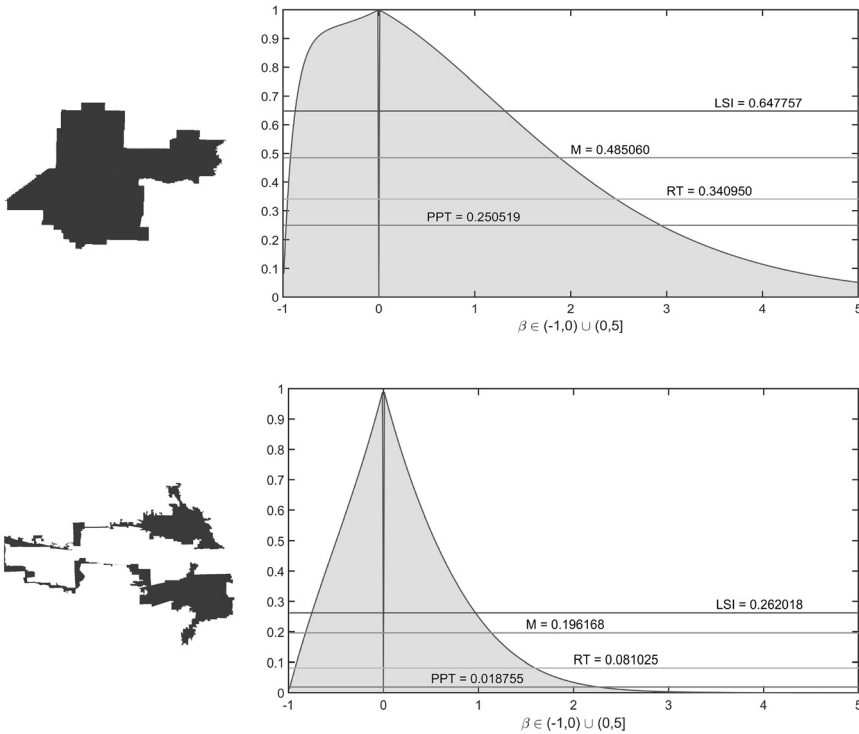 1
0.9
0.8
0.7
LSI = 0.647757
0.6
0.5
M = 0.485060
0.4
RT = 0.340950
0.3
PPT = 0.250519
0.2
0.1
0
-1 0 1 2 3 4 5
β ∈ (-1,0) ∪ (0,5]
1
0.9
0.8
0.7
0.6
0.5
0.4
0.3
LSI = 0.262018
M = 0.196168
0.2
RT = 0.081025
0.1
PPT = 0.018755
0
-1 0 1 2 3 4 5
β ∈ (-1,0) ∪ (0,5]